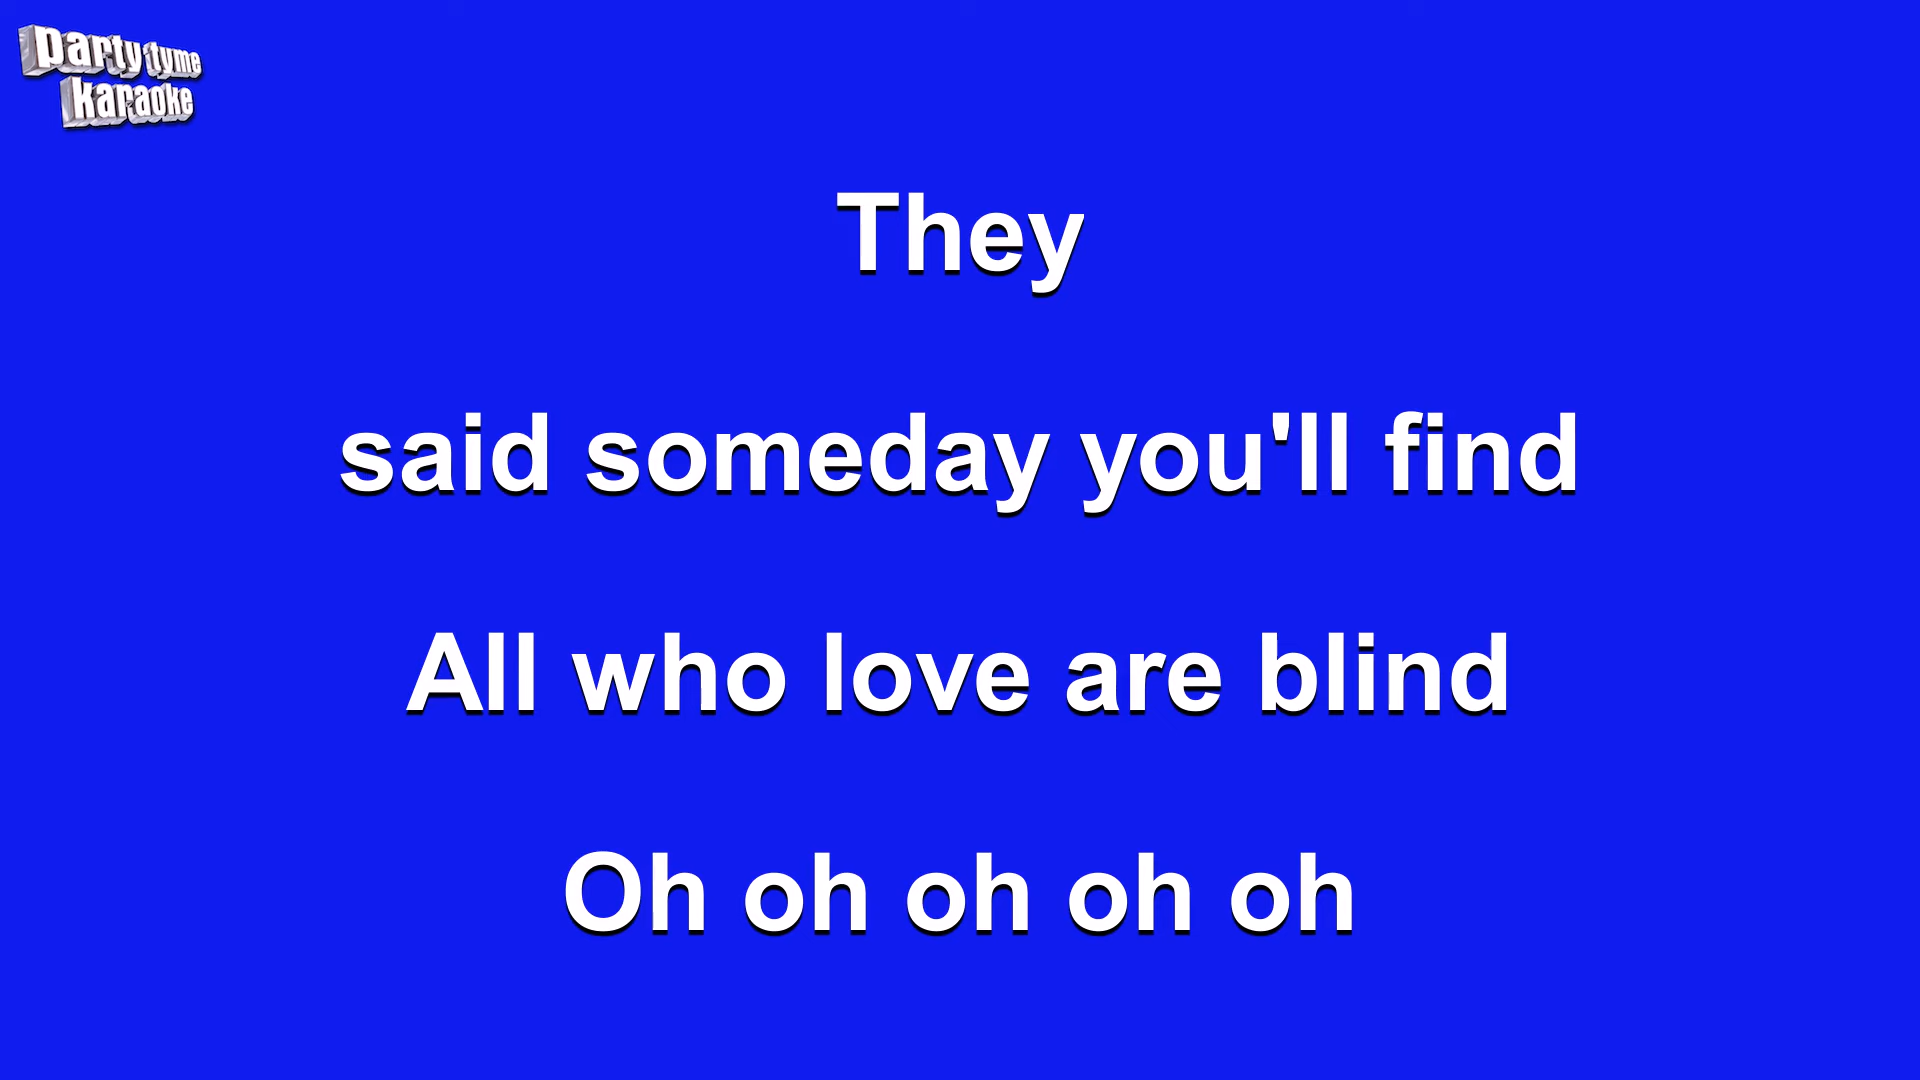 party tyme
karaoke
They
said someday you'll find
All who love are blind
Oh oh oh oh oh